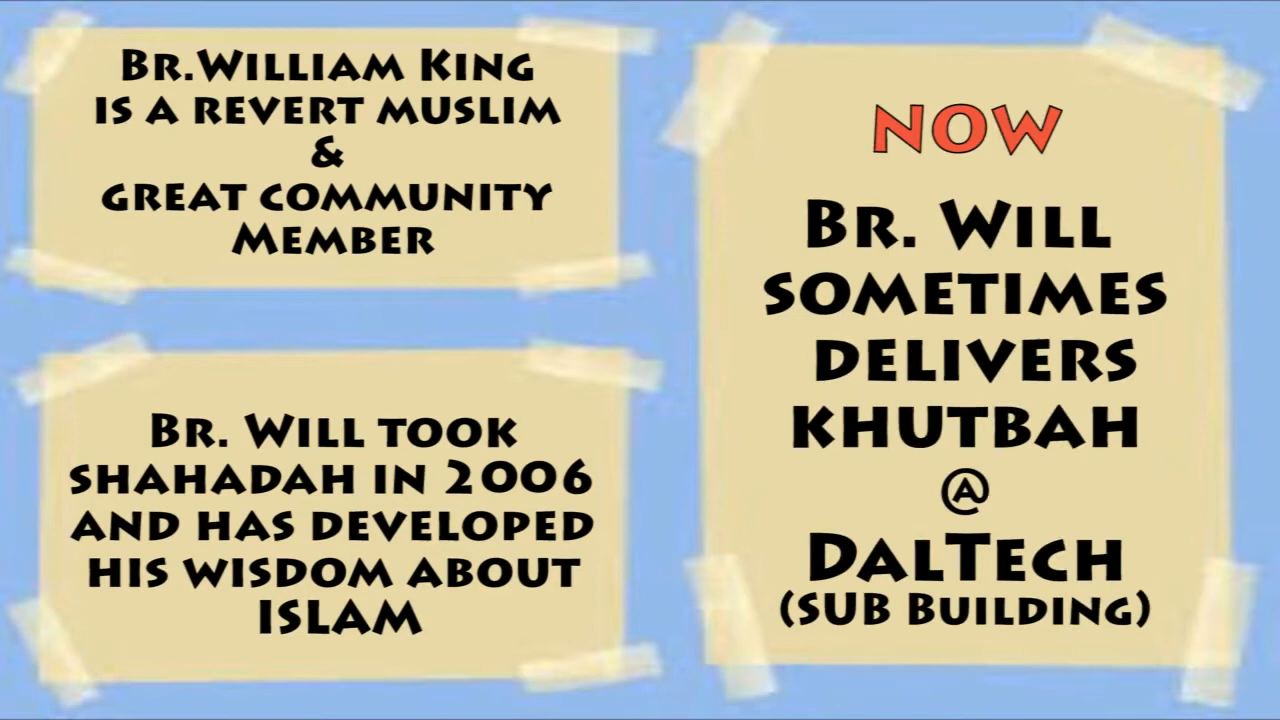 Br.William King
is a revert muslim
&
great community
Member
Br. Will took
shahadah in 2006
and has developed
his wisdom about
Islam
NOW
Br. Will
sometimes
delivers
khutbah
@
DalTech
(SUB Building)